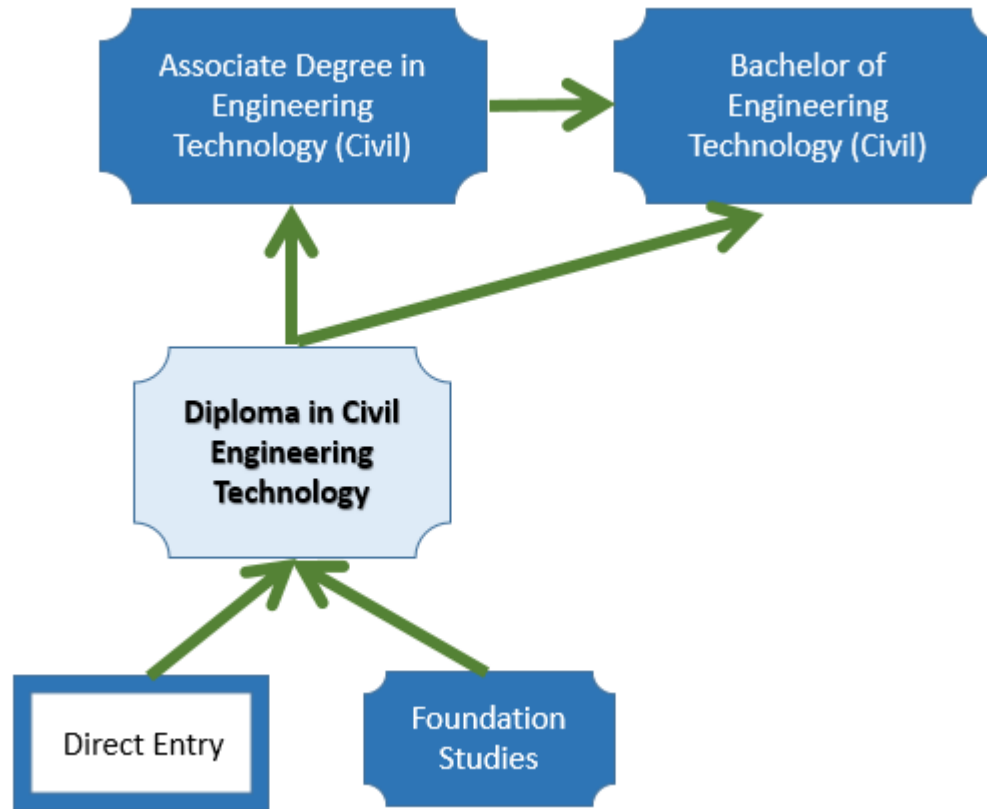 Associate Degree in
Engineering
Technology (Civil)
Bachelor of
Engineering
Technology (Civil)
Diploma in Civil
Engineering
Technology
Direct Entry
Foundation
Studies